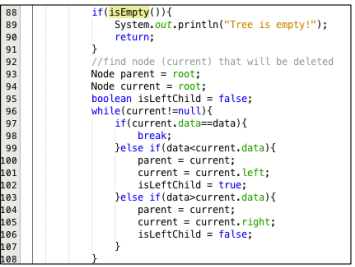 88 if(isEmpty()){
89 System.out.println("Tree is empty!");
90 return;
91 }
92 //find node (current) that will be deleted
93 Node parent = root;
94 Node current = root;
95 boolean isLeftChild = false;
96 while(current!=null){
97 if(current.data==data){
98 break;
99 }else if(data<current.data){
100 parent = current;
101 current = current.left;
102 isLeftChild = true;
103 }else if(data>current.data){
104 parent = current;
105 current = current.right;
106 isLeftChild = false;
107 }
108 }